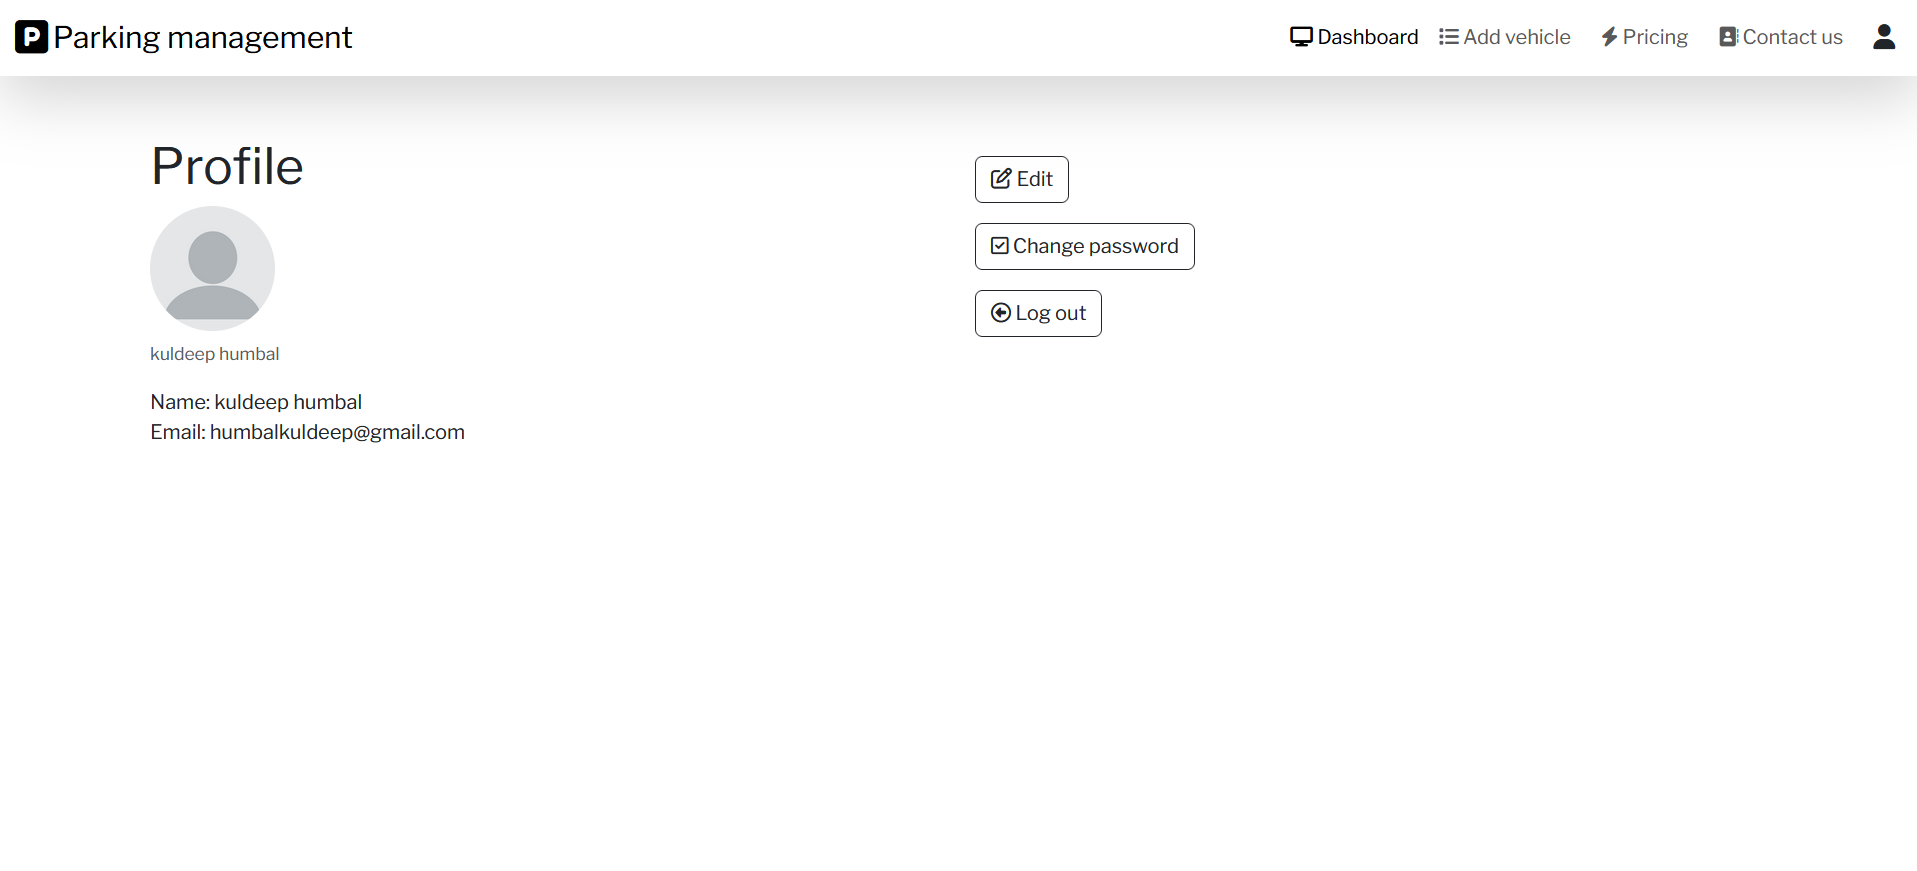 P Parking management
Dashboard Add vehicle Pricing Contact us
Profile
kuldeep humbal
Name: kuldeep humbal
Email: humbalkuldeep@gmail.com
Edit
Change password
Log out